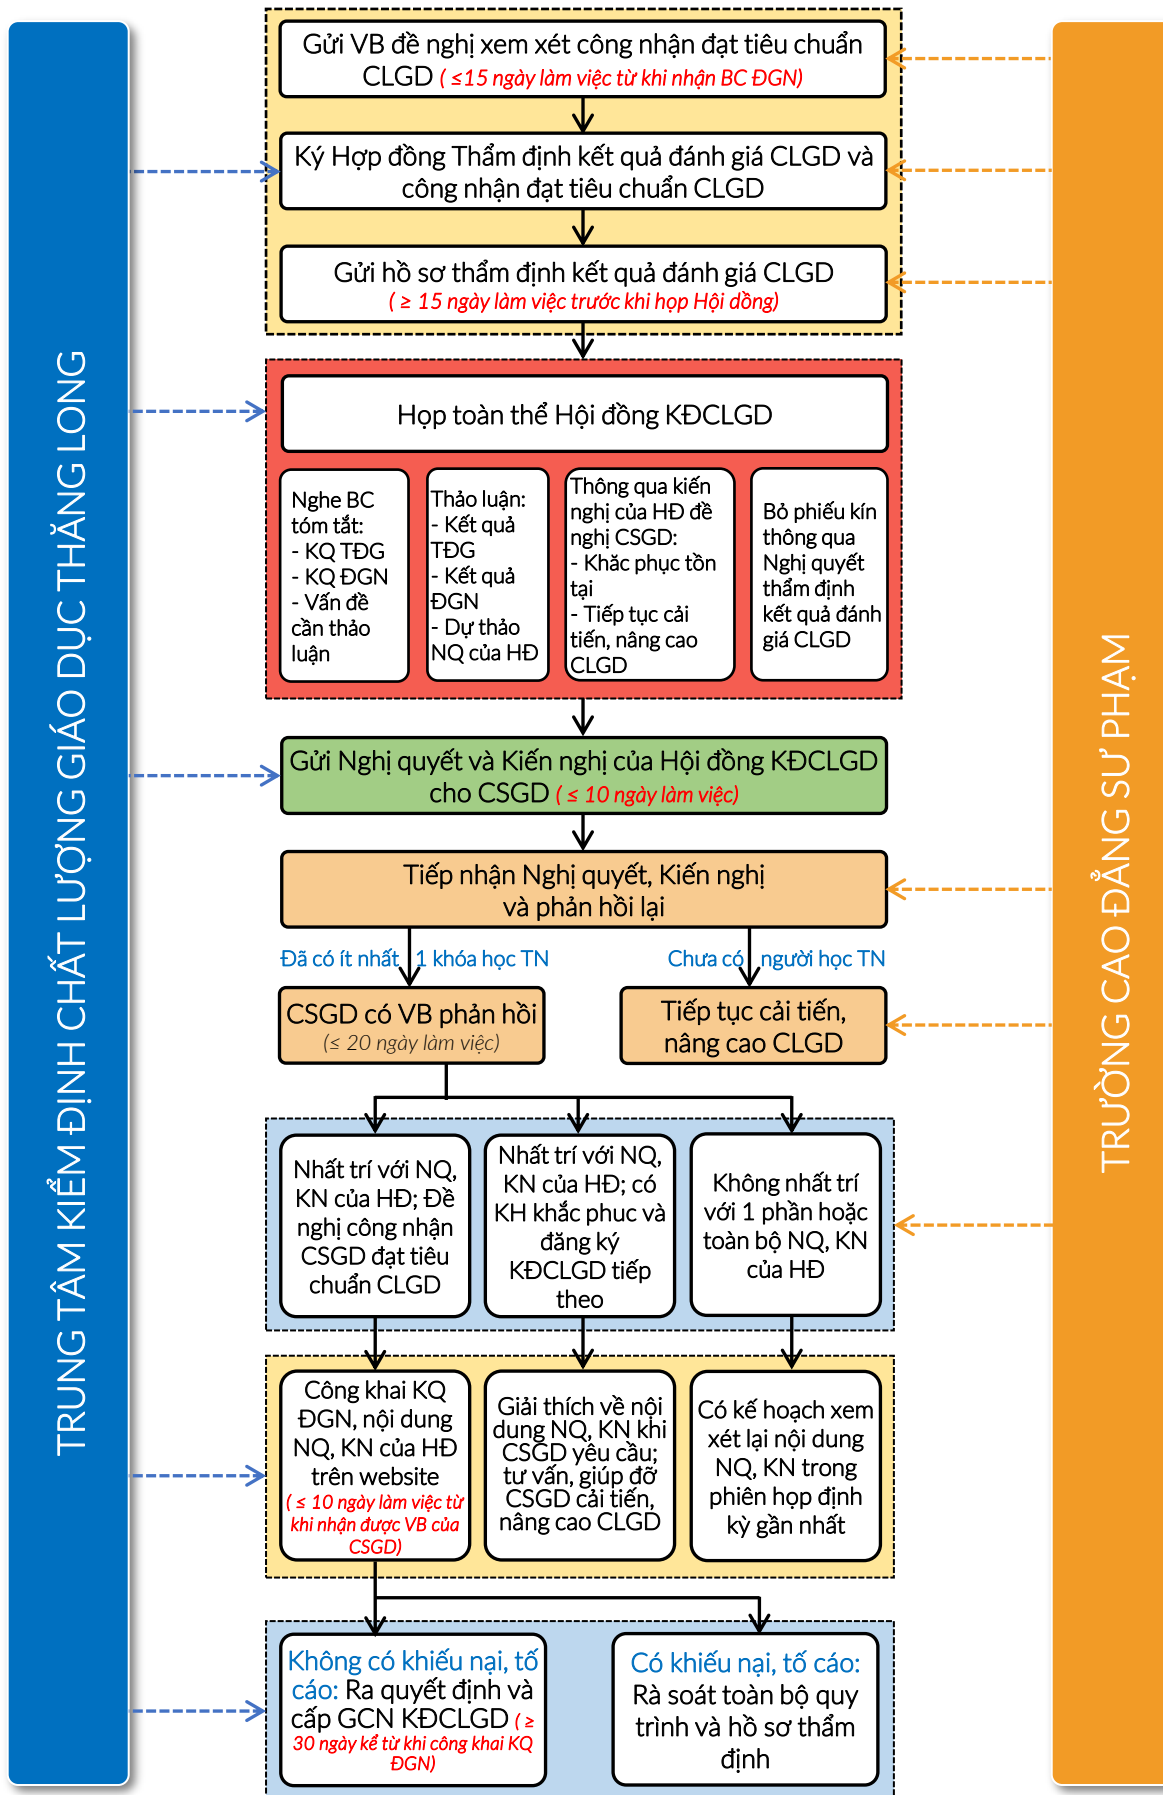 TRUNG TÂM KIỂM ĐỊNH CHẤT LƯỢNG GIÁO DỤC THĂNG LONG
Gửi VB đề nghị xem xét công nhận đạt tiêu chuẩn
CLGD ( ≤15 ngày làm việc từ khi nhận BC ĐGN)
Ký Hợp đồng Thẩm định kết quả đánh giá CLGD và
công nhận đạt tiêu chuẩn CLGD
Gửi hồ sơ thẩm định kết quả đánh giá CLGD
( ≥ 15 ngày làm việc trước khi họp Hội dồng)
Họp toàn thể Hội đồng KĐCLGD
Nghe BC
tóm tắt:
- KQ TĐG
- KQ ĐGN
- Vấn đề
cần thảo
luận
Thảo luận:
- Kết quả
TĐG
- Kết quả
ĐGN
- Dự thảo
NQ của HĐ
Thông qua kiến
nghị của HĐ đề
nghị CSGD:
- Khăc phục tồn
tại
- Tiếp tục cải
tiến, nâng cao
CLGD
Bỏ phiếu kín
thông qua
Nghị quyết
thẩm định
kết quả đánh
giá CLGD
Gửi Nghị quyết và Kiến nghị của Hội đồng KĐCLGD
cho CSGD ( ≤ 10 ngày làm việc)
Tiếp nhận Nghị quyết, Kiến nghị
và phản hồi lại
Đã có ít nhất 1 khóa học TN
Chưa có người học TN
CSGD có VB phản hồi
(≤ 20 ngày làm việc)
Tiếp tục cải tiến,
nâng cao CLGD
Nhất trí với NQ,
KN của HĐ; Đề
nghị công nhận
CSGD đạt tiêu
chuẩn CLGD
Nhất trí với NQ,
KN của HĐ; có
KH khắc phuc và
đăng ký
KĐCLGD tiếp
theo
Không nhất trí
với 1 phần hoặc
toàn bộ NQ, KN
của HĐ
Công khai KQ
ĐGN, nội dung
NQ, KN của HĐ
trên website
( ≤ 10 ngày làm việc từ
khi nhận được VB của
CSGD)
Giải thích về nội
dung NQ, KN khi
CSGD yêu cầu;
tư vấn, giúp đỡ
CSGD cải tiến,
nâng cao CLGD
Có kế hoạch xem
xét lại nội dung
NQ, KN trong
phiên họp định
kỳ gần nhất
Không có khiếu nại, tố
cáo: Ra quyết định và
cấp GCN KĐCLGD ( ≥
30 ngày kể từ khi công khai KQ
ĐGN)
Có khiếu nại, tố cáo:
Rà soát toàn bộ quy
trình và hồ sơ thẩm
định
TRƯỜNG CAO ĐẲNG SƯ PHẠM